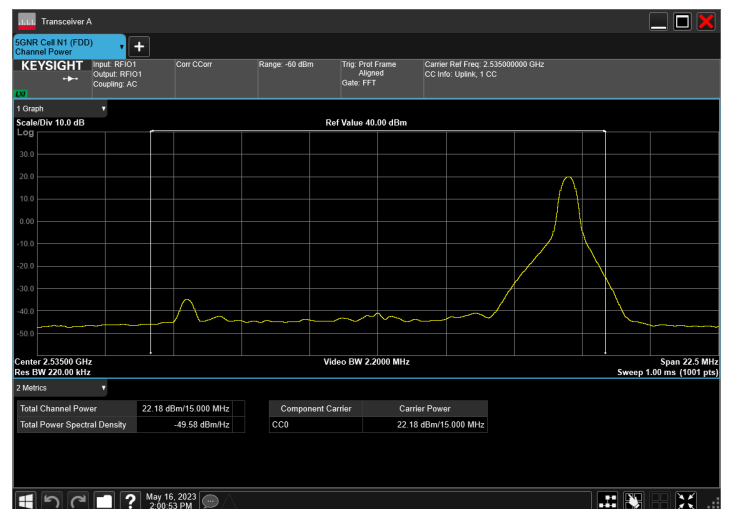 Transceiver A
5GNR Cell N1 (FDD)
Channel Power
KEYSIGHT
Input: RFIO1
Output: RFIO1
Coupling: AC
Corr CCorr
Range: -60 dBm
Trig: Prot Frame
Aligned
Gate: FFT
Carrier Ref Freq: 2.535000000 GHz
CC Info: Uplink, 1 CC
LXI
1 Graph
Scale/Div 10.0 dB
Ref Value 40.00 dBm
Log
30.0
20.0
10.0
0.00
-10.0
-20.0
-30.0
-40.0
-50.0
Center 2.53500 GHz
Video BW 2.2000 MHz
Span 22.5 MHz
Res BW 220.00 kHz
Sweep 1.00 ms (1001 pts)
2 Metrics
Total Channel Power 22.18 dBm/15.000 MHz
Total Power Spectral Density -49.58 dBm/Hz
Component Carrier Carrier Power
CC0 22.18 dBm/15.000 MHz
May 16, 2023
2:00:53 PM